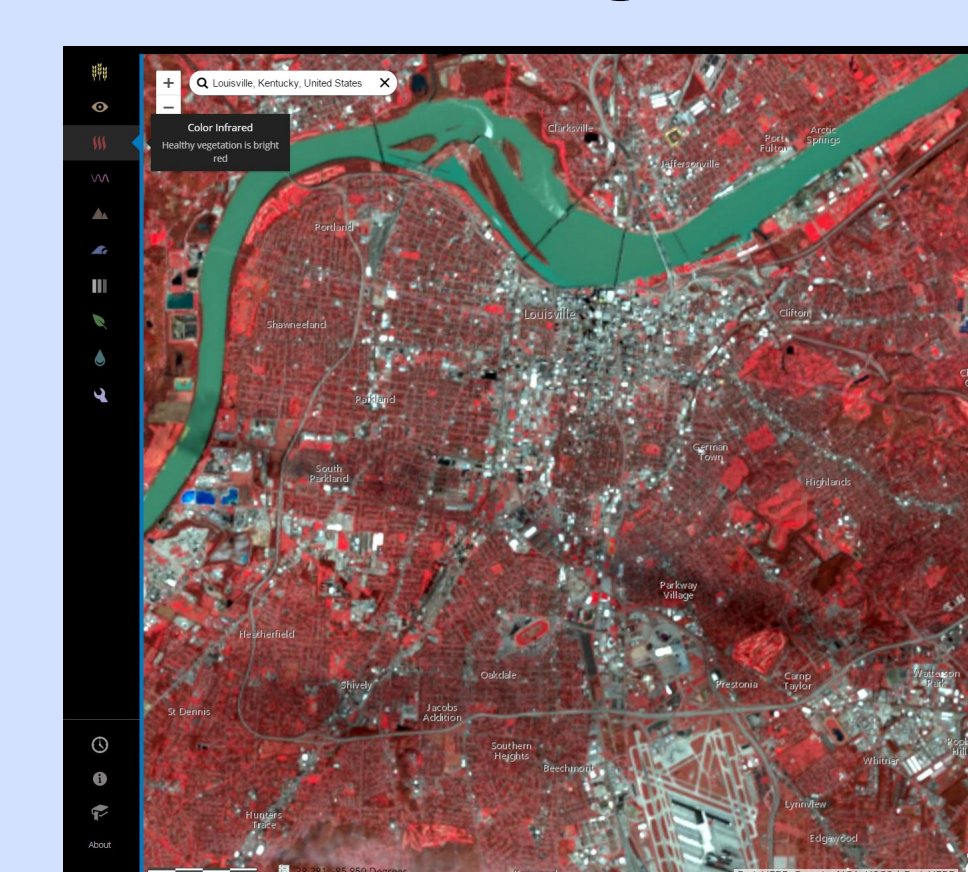 +
Louisville, Kentucky, United States
−
Color Infrared
Healthy vegetation is bright
red
Clarksville
Jeffersonville
Port
Fulton
Arctic
Springs
Portland
Louisville
Clifton
Shawneeland
Parkland
German
Town
South
Parkland
Highlands
Parkway
Village
Heatherfield
Oakdale
Shively
Prestonia
Camp
Taylor
Watterson
Park
St Dennis
Jacobs
Addition
Southern
Heights
Beechmont
Whitner
Hunters
Trace
Lynnview
Edgewood
About
Degrees